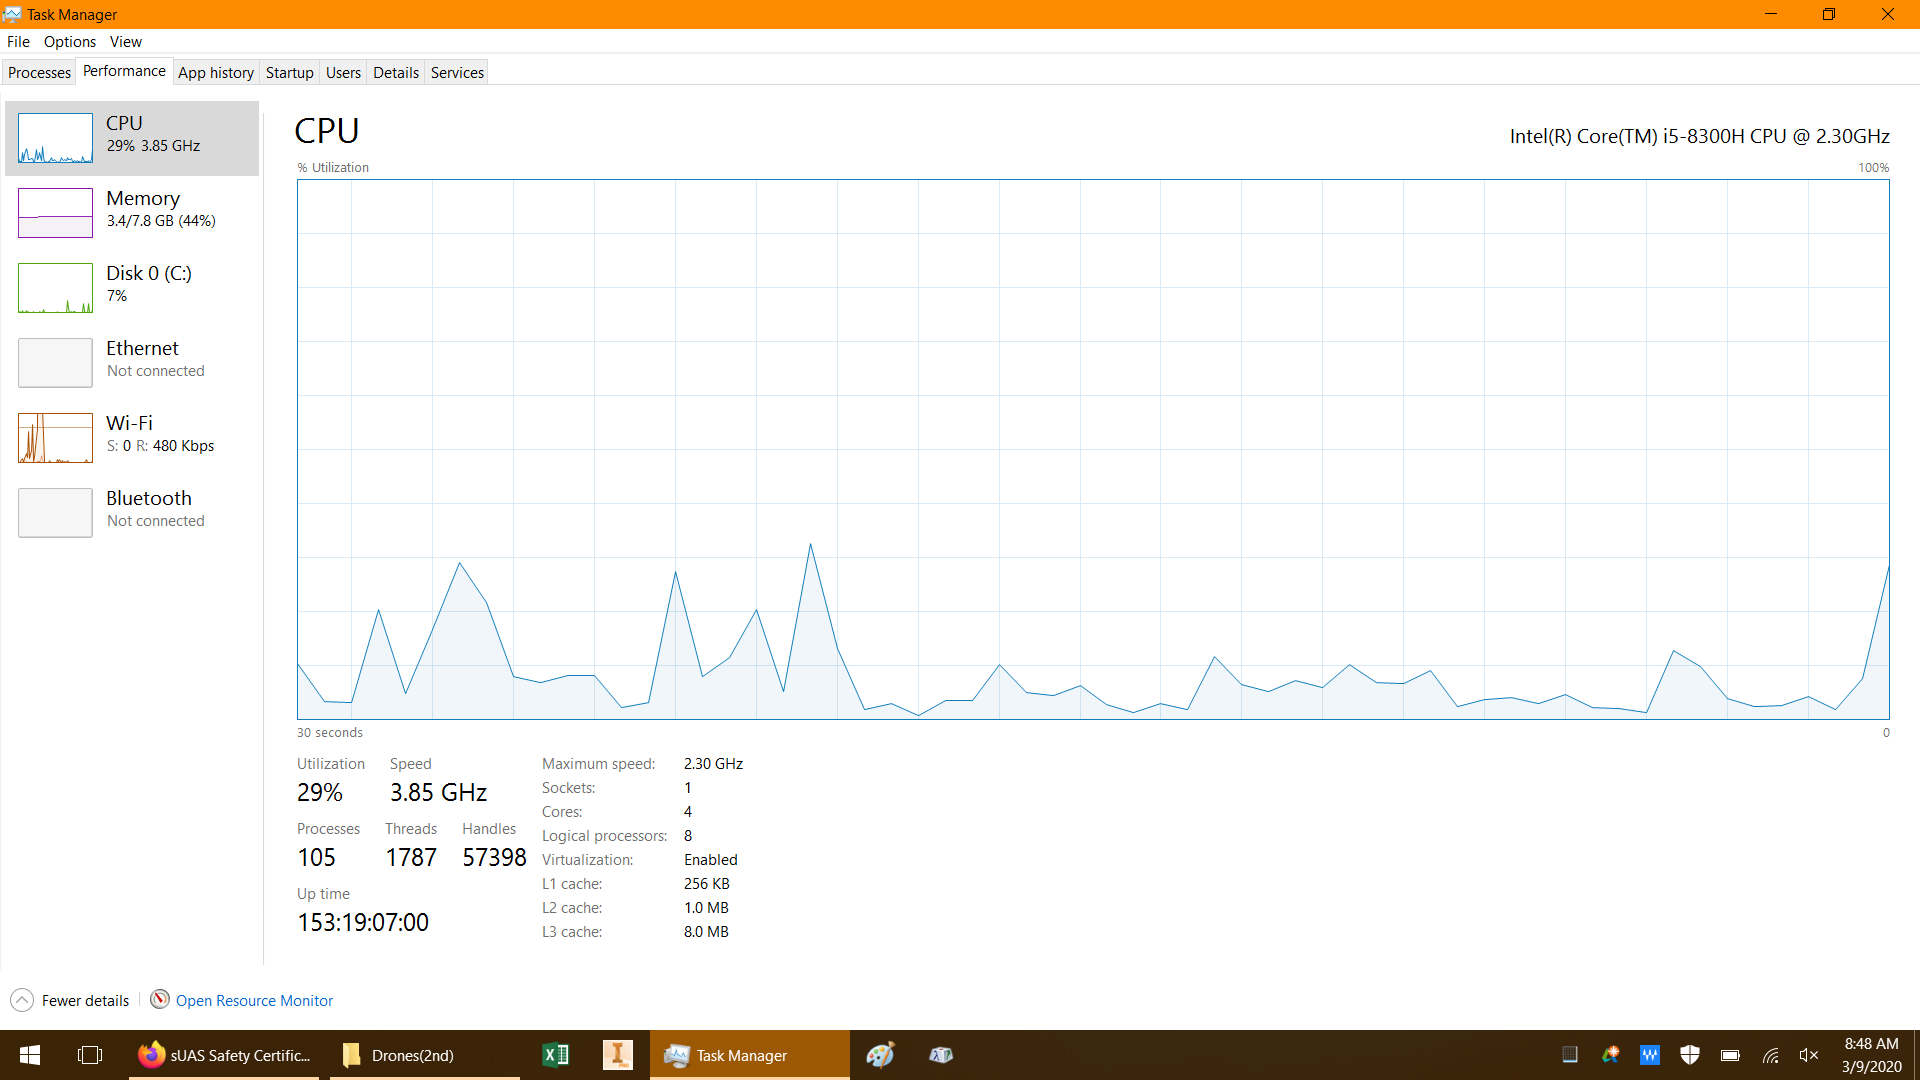 Task Manager
File Options View
Processes Performance App history Startup Users Details Services
CPU
29% 3.85 GHz
Memory
3.4/7.8 GB (44%)
Disk 0 (C:)
7%
Ethernet
Not connected
Wi-Fi
S: 0 R: 480 Kbps
Bluetooth
Not connected
CPU
Intel(R) Core(TM) i5-8300H CPU @ 2.30GHz
% Utilization 100%
30 seconds 0
Utilization Speed
29% 3.85 GHz
Processes Threads Handles
105 1787 57398
Up time
153:19:07:00
Maximum speed: 2.30 GHz
Sockets: 1
Cores: 4
Logical processors: 8
Virtualization: Enabled
L1 cache: 256 KB
L2 cache: 1.0 MB
L3 cache: 8.0 MB
Fewer details Open Resource Monitor
sUAS Safety Certific... Drones(2nd) Task Manager
8:48 AM
3/9/2020